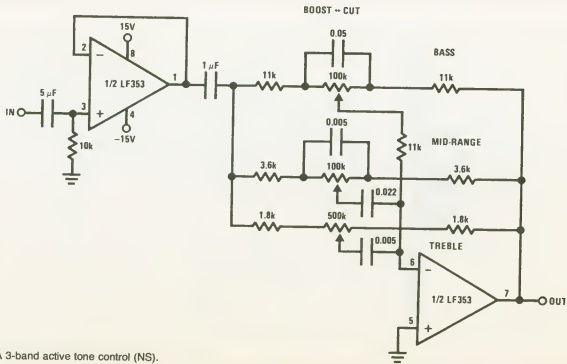 BOOST ↔ CUT
0.05
BASS
15V
2
−
8
1/2 LF353
1
1 μF
11k
100k
11k
5 μF
IN
3
+
4
−15V
10k
0.005
11k
MID-RANGE
3.6k
100k
3.6k
0.022
1.8k
500k
1.8k
0.005
TREBLE
6
−
1/2 LF353
7
OUT
5
+
A 3-band active tone control (NS).